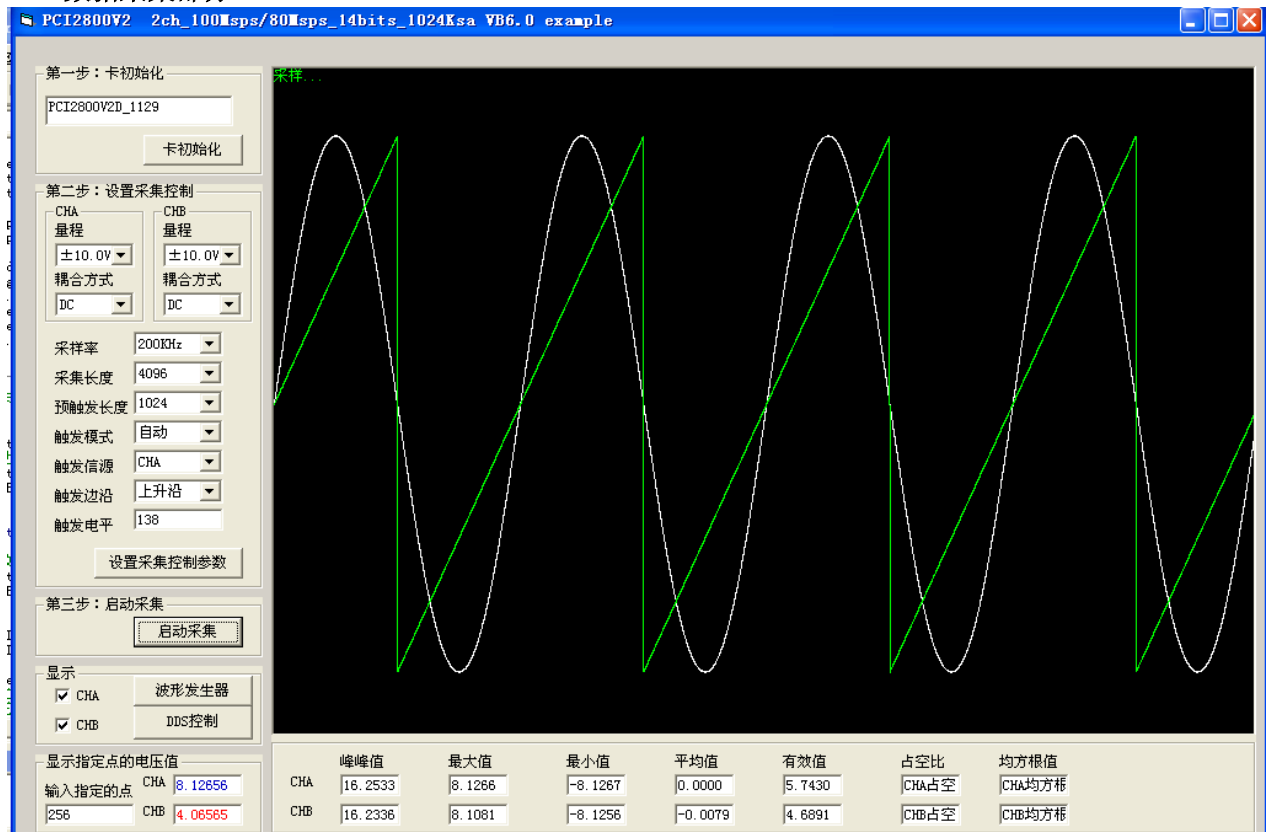 PCI2800V2 2ch_100Msps/80Msps_14bits_1024Ksa VB6.0 example
第一步：卡初始化
PCI2800V2D_1129
卡初始化
第二步：设置采集控制
CHA CHB
量程 量程
±10.0V ±10.0V
耦合方式 耦合方式
DC DC
采样率 200KHz
采集长度 4096
预触发长度 1024
触发模式 自动
触发信源 CHA
触发边沿 上升沿
触发电平 138
设置采集控制参数
第三步：启动采集
启动采集
显示
CHA 波形发生器
CHB DDS控制
显示指定点的电压值
输入指定的点 CHA 8.12656
256 CHB 4.06565
采样...
峰峰值 最大值 最小值 平均值 有效值 占空比 均方根值
CHA 16.2533 8.1266 -8.1267 0.0000 5.7430 CHA占空 CHA均方根
CHB 16.2336 8.1081 -8.1256 -0.0079 4.6891 CHB占空 CHB均方根